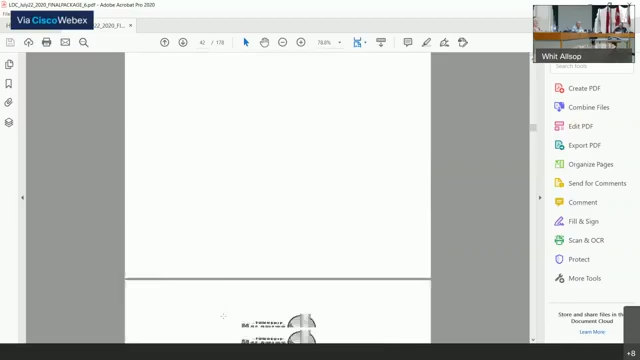 LDC_July22_2020_FINALPACKAGE_6.pdf - Adobe Acrobat Pro 2020
Via Cisco Webex
42 / 178
78.8%
Whit Allsop
Search tools
Create PDF
Combine Files
Edit PDF
Export PDF
Organize Pages
Send for Comments
Comment
Fill & Sign
Scan & OCR
Protect
More Tools
Store and share files in the
Document Cloud
Learn More
+8